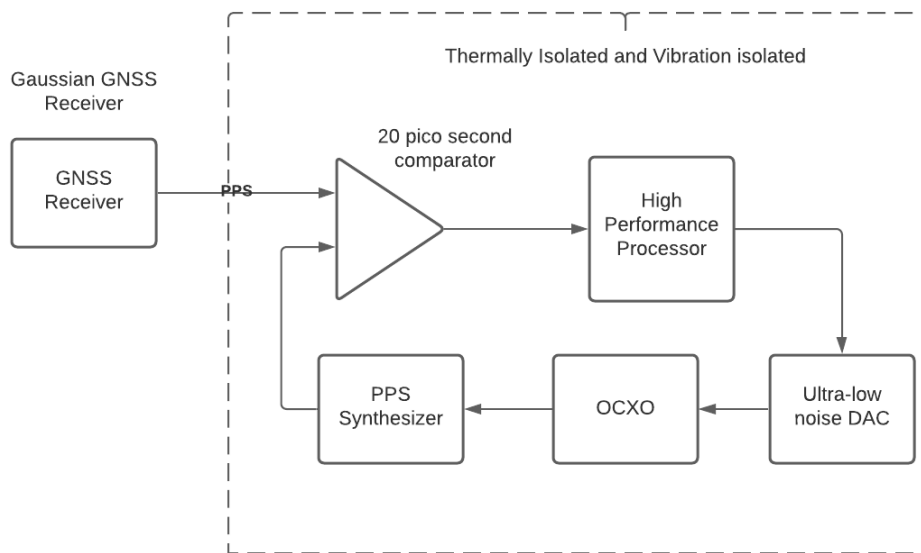 Thermally Isolated and Vibration isolated
Gaussian GNSS
Receiver
20 pico second
comparator
GNSS
Receiver
PPS
High
Performance
Processor
PPS
Synthesizer
OCXO
Ultra-low
noise DAC